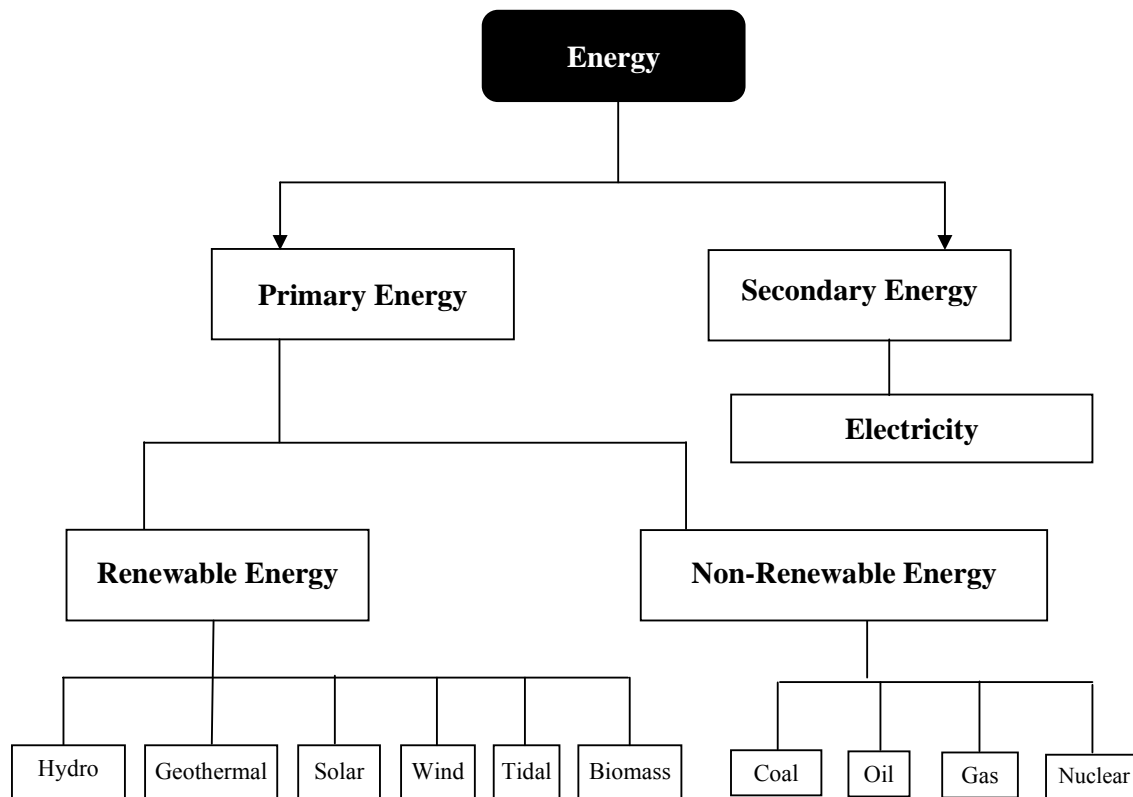 Energy
Primary Energy
Secondary Energy
Electricity
Renewable Energy
Non-Renewable Energy
Hydro
Geothermal
Solar
Wind
Tidal
Biomass
Coal
Oil
Gas
Nuclear